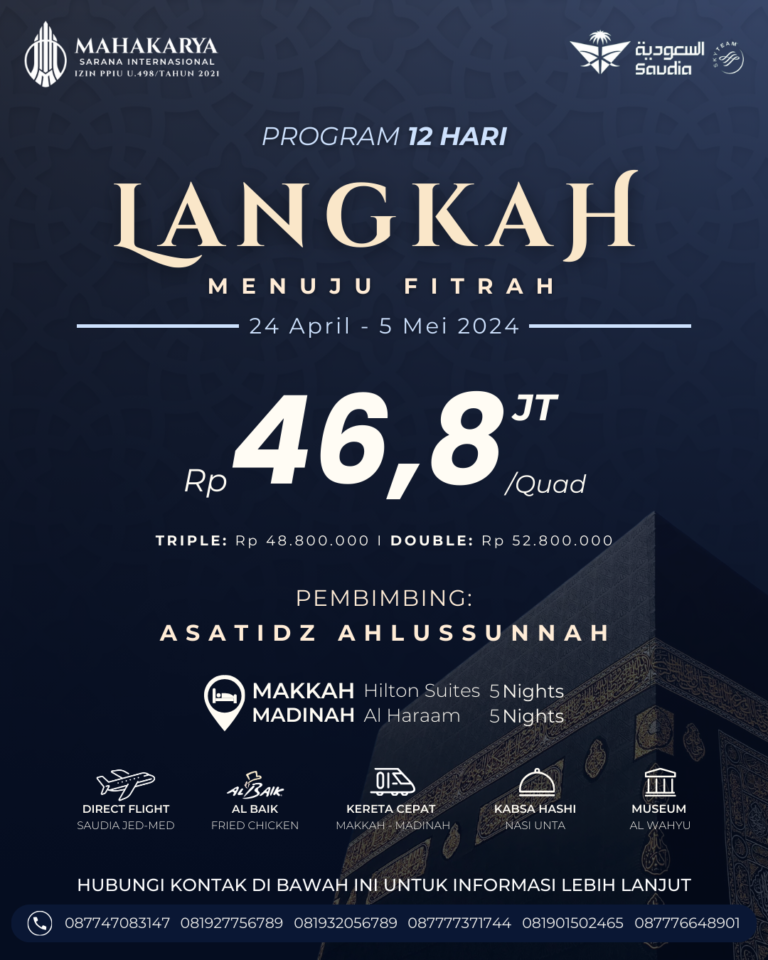 MAHAKARYA
SARANA INTERNASIONAL
IZIN PPIU U.498/TAHUN 2021
السعودية
Saudia
SKYTEAM
PROGRAM 12 HARI
LANGKAH
MENUJU FITRAH
24 April - 5 Mei 2024
Rp 46,8 JT /Quad
TRIPLE: Rp 48.800.000 I DOUBLE: Rp 52.800.000
PEMBIMBING:
ASATIDZ AHLUSSUNNAH
MAKKAH Hilton Suites 5 Nights
MADINAH Al Haraam 5 Nights
DIRECT FLIGHT
SAUDIA JED-MED
ALBAIK
AL BAIK
FRIED CHICKEN
KERETA CEPAT
MAKKAH - MADINAH
KABSA HASHI
NASI UNTA
MUSEUM
AL WAHYU
HUBUNGI KONTAK DI BAWAH INI UNTUK INFORMASI LEBIH LANJUT
087747083147 081927756789 081932056789 087777371744 081901502465 087776648901